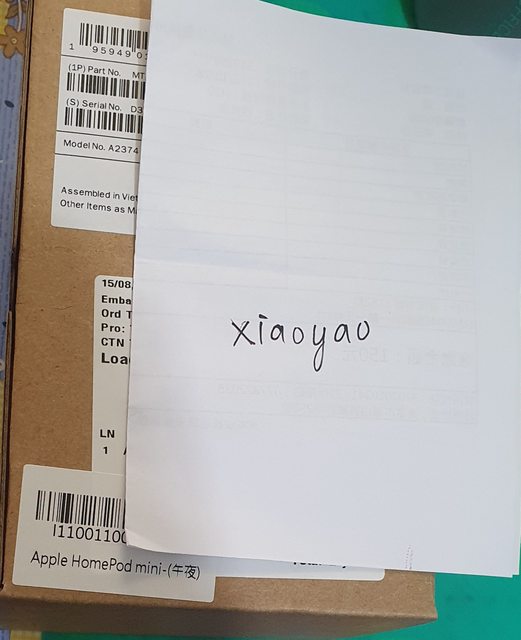 1 95949 0
(1P) Part No. MT
(S) Serial No. D3
Model No. A2374
Assembled in Viet
Other Items as M
15/08
Emba
Ord T
Pro:
CTN
Loa
LN
1
xiaoyao
I1100110
Apple HomePod mini-(午夜)